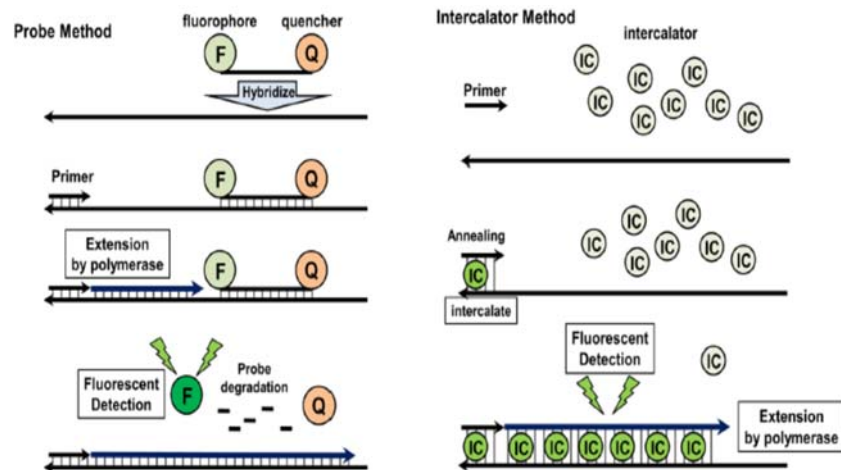 Probe Method
fluorophore
quencher
F
Q
Hybridize
Primer
F
Q
Extension
by polymerase
F
Q
Fluorescent
Detection
F
Probe
degradation
Q
Intercalator Method
intercalator
Primer
IC
IC
IC
IC
IC
IC
IC
IC
IC
Annealing
IC
intercalate
IC
IC
IC
IC
IC
IC
IC
IC
Fluorescent
Detection
IC
Extension
by polymerase
IC
IC
IC
IC
IC
IC
IC